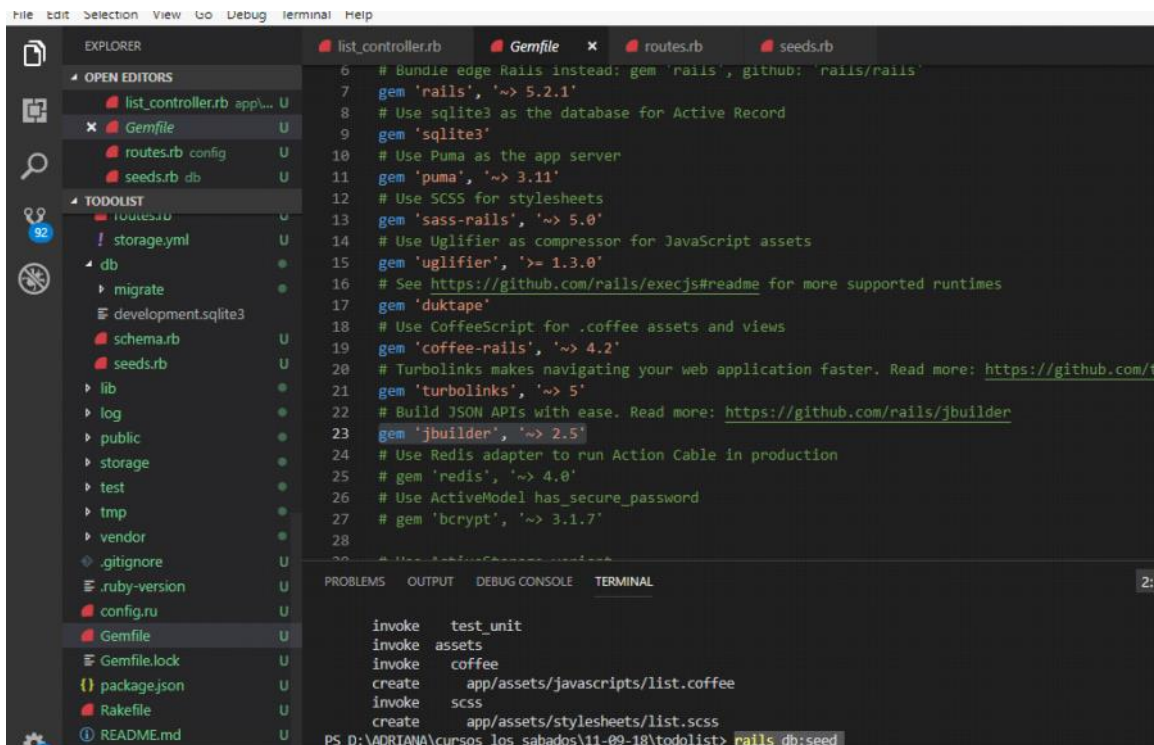 File Edit Selection View Go Debug Terminal Help
EXPLORER
OPEN EDITORS
list_controller.rb app\... U
Gemfile U
routes.rb config U
seeds.rb db U
TODOLIST
routes.rb U
storage.yml U
db
migrate
development.sqlite3
schema.rb U
seeds.rb U
lib
log
public
storage
test
tmp
vendor
.gitignore U
.ruby-version U
config.ru U
Gemfile U
Gemfile.lock U
package.json U
Rakefile U
README.md U
92
list_controller.rb Gemfile × routes.rb seeds.rb
6 # Bundle edge Rails instead: gem 'rails', github: 'rails/rails'
7 gem 'rails', '~> 5.2.1'
8 # Use sqlite3 as the database for Active Record
9 gem 'sqlite3'
10 # Use Puma as the app server
11 gem 'puma', '~> 3.11'
12 # Use SCSS for stylesheets
13 gem 'sass-rails', '~> 5.0'
14 # Use Uglifier as compressor for JavaScript assets
15 gem 'uglifier', '>= 1.3.0'
16 # See https://github.com/rails/execjs#readme for more supported runtimes
17 gem 'duktape'
18 # Use CoffeeScript for .coffee assets and views
19 gem 'coffee-rails', '~> 4.2'
20 # Turbolinks makes navigating your web application faster. Read more: https://github.com/t
21 gem 'turbolinks', '~> 5'
22 # Build JSON APIs with ease. Read more: https://github.com/rails/jbuilder
23 gem 'jbuilder', '~> 2.5'
24 # Use Redis adapter to run Action Cable in production
25 # gem 'redis', '~> 4.0'
26 # Use ActiveModel has_secure_password
27 # gem 'bcrypt', '~> 3.1.7'
28
29 # Use ActiveStorage variant
PROBLEMS OUTPUT DEBUG CONSOLE TERMINAL 2:
invoke test_unit
invoke assets
invoke coffee
create app/assets/javascripts/list.coffee
invoke scss
create app/assets/stylesheets/list.scss
PS D:\ADRIANA\cursos los sabados\11-09-18\todolist> rails db:seed